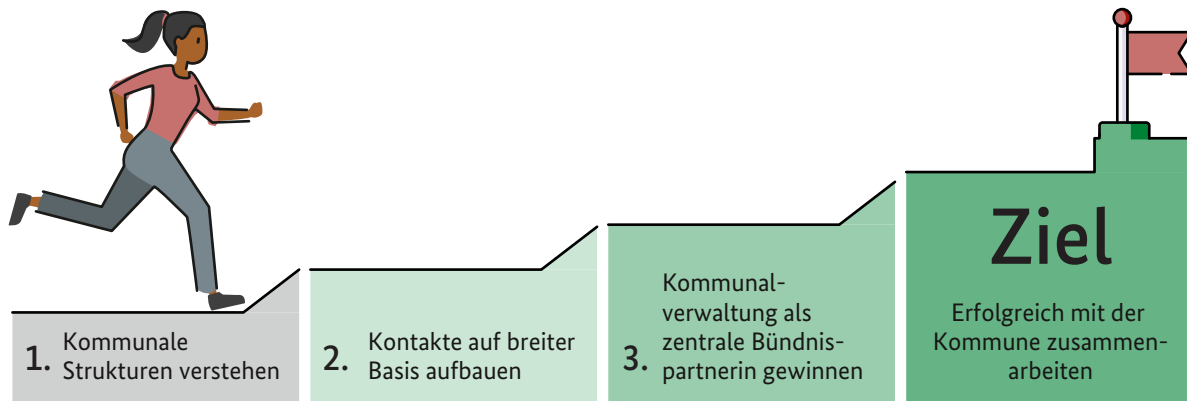 1. Kommunale
Strukturen verstehen
2. Kontakte auf breiter
Basis aufbauen
3. Kommunal-
verwaltung als
zentrale Bündnis-
partnerin gewinnen
Ziel
Erfolgreich mit der
Kommune zusammen-
arbeiten